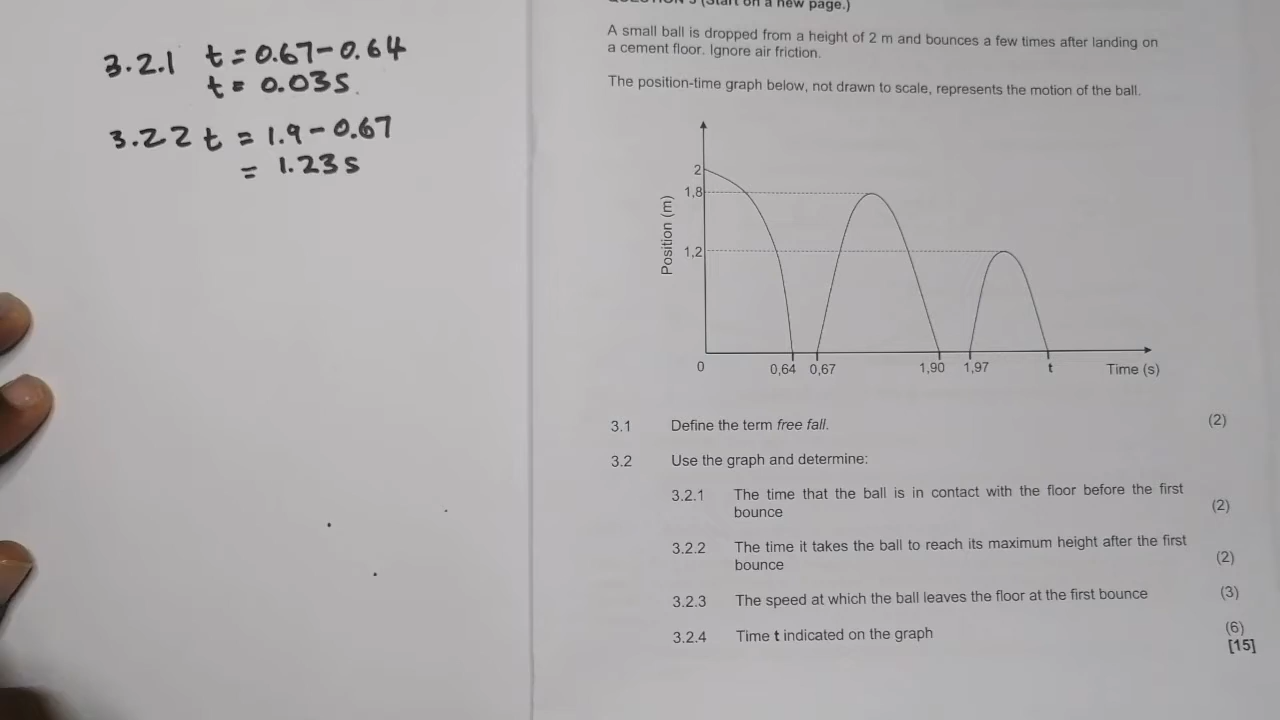 3.2.1 t = 0.67 - 0.64
t = 0.03s.
3.2.2 t = 1.9 - 0.67
= 1.23s
(Start on a new page.)
A small ball is dropped from a height of 2 m and bounces a few times after landing on
a cement floor. Ignore air friction.
The position-time graph below, not drawn to scale, represents the motion of the ball.
Position (m)
2
1,8
1,2
0
0,64
0,67
1,90
1,97
t
Time (s)
3.1 Define the term free fall. (2)
3.2 Use the graph and determine:
3.2.1 The time that the ball is in contact with the floor before the first
bounce (2)
3.2.2 The time it takes the ball to reach its maximum height after the first
bounce (2)
3.2.3 The speed at which the ball leaves the floor at the first bounce (3)
3.2.4 Time t indicated on the graph (6)
[15]